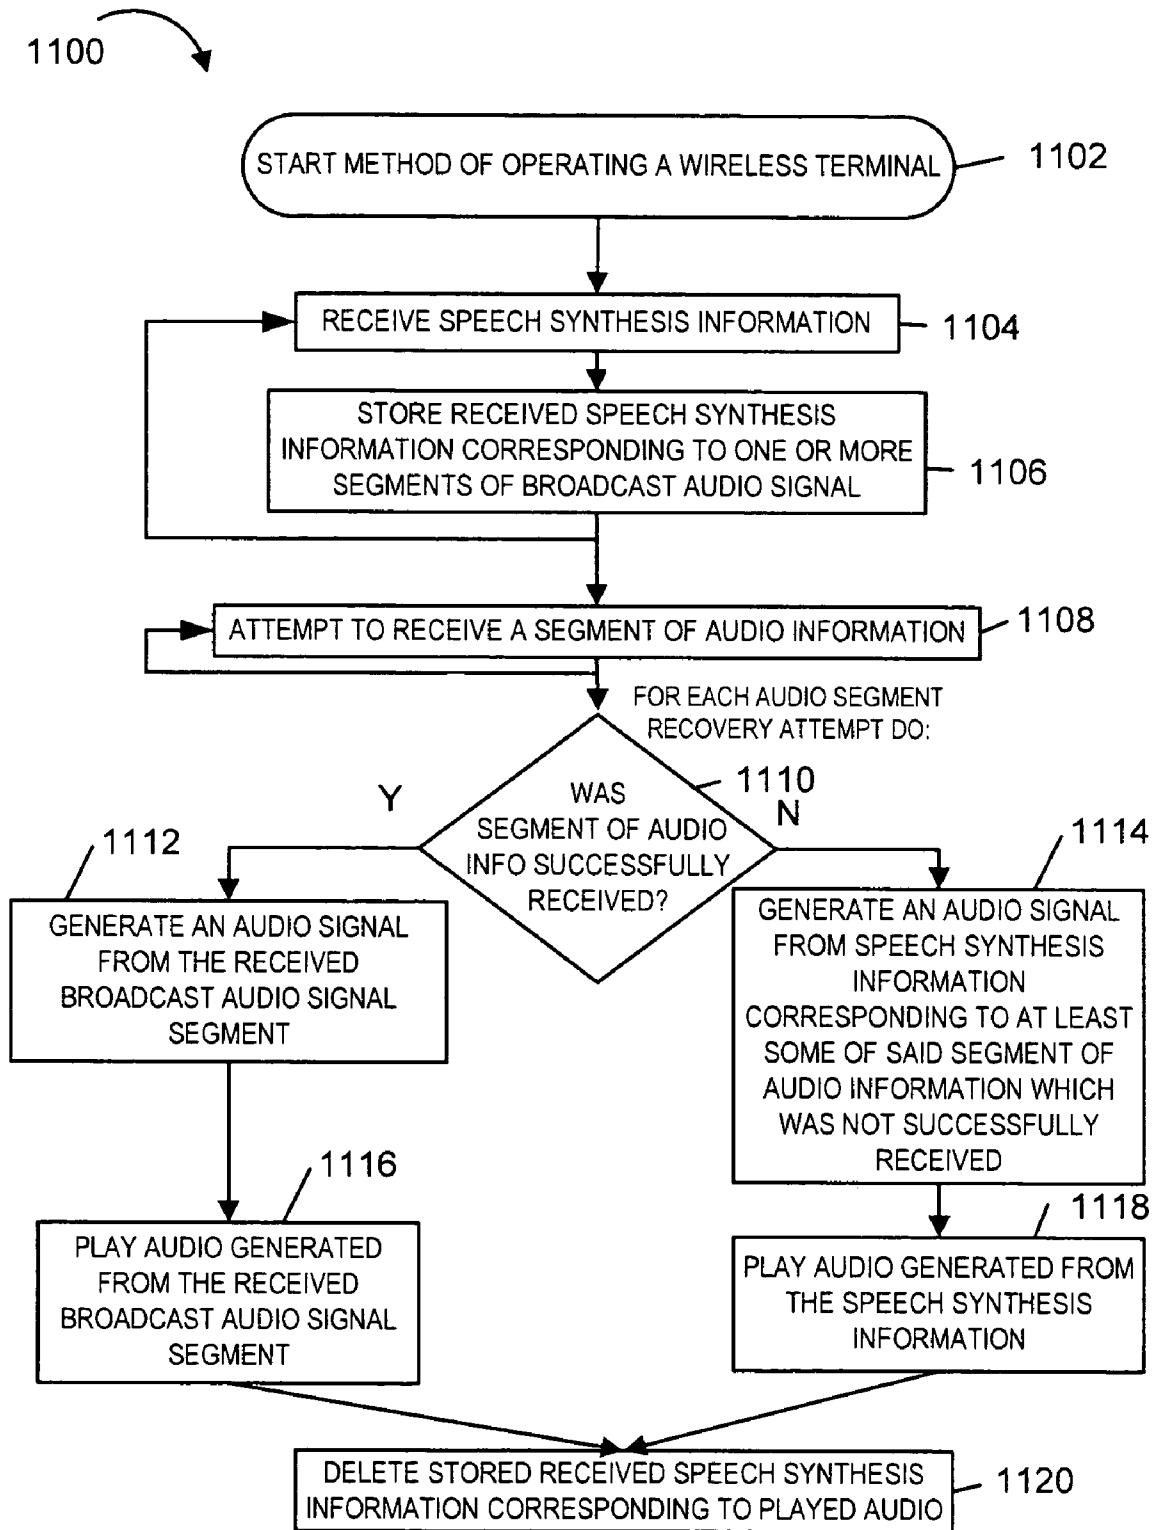 1100
START METHOD OF OPERATING A WIRELESS TERMINAL
1102
RECEIVE SPEECH SYNTHESIS INFORMATION
1104
STORE RECEIVED SPEECH SYNTHESIS
INFORMATION CORRESPONDING TO ONE OR MORE
SEGMENTS OF BROADCAST AUDIO SIGNAL
1106
ATTEMPT TO RECEIVE A SEGMENT OF AUDIO INFORMATION
1108
FOR EACH AUDIO SEGMENT
RECOVERY ATTEMPT DO:
1110
WAS
SEGMENT OF AUDIO
INFO SUCCESSFULLY
RECEIVED?
Y
N
1112
GENERATE AN AUDIO SIGNAL
FROM THE RECEIVED
BROADCAST AUDIO SIGNAL
SEGMENT
1114
GENERATE AN AUDIO SIGNAL
FROM SPEECH SYNTHESIS
INFORMATION
CORRESPONDING TO AT LEAST
SOME OF SAID SEGMENT OF
AUDIO INFORMATION WHICH
WAS NOT SUCCESSFULLY
RECEIVED
1116
PLAY AUDIO GENERATED
FROM THE RECEIVED
BROADCAST AUDIO SIGNAL
SEGMENT
1118
PLAY AUDIO GENERATED FROM
THE SPEECH SYNTHESIS
INFORMATION
DELETE STORED RECEIVED SPEECH SYNTHESIS
INFORMATION CORRESPONDING TO PLAYED AUDIO
1120